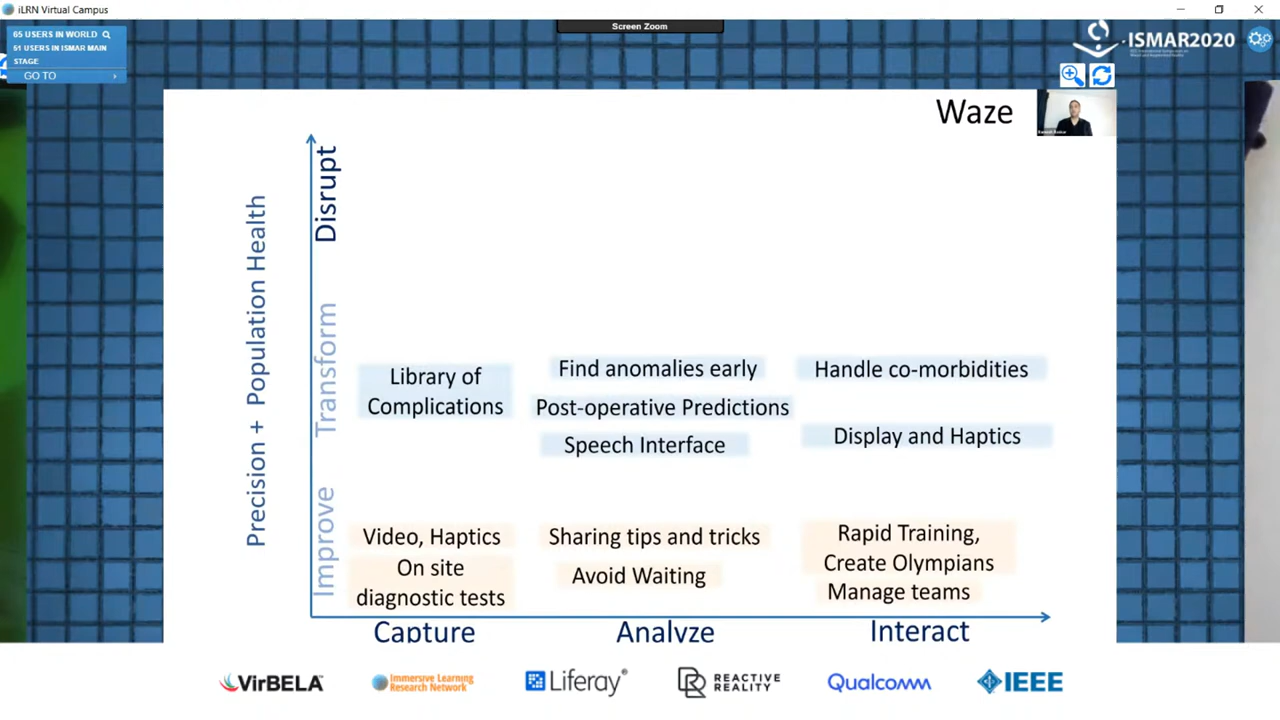 iLRN Virtual Campus
Screen Zoom
65 USERS IN WORLD
61 USERS IN ISMAR MAIN
STAGE
GO TO
ISMAR2020
Waze
Precision + Population Health
Disrupt
Transform
Improve
Library of
Complications
Find anomalies early
Post-operative Predictions
Speech Interface
Handle co-morbidities
Display and Haptics
Video, Haptics
On site
diagnostic tests
Sharing tips and tricks
Avoid Waiting
Rapid Training,
Create Olympians
Manage teams
Capture
Analyze
Interact
VirBELA
Immersive Learning
Research Network
Liferay
REACTIVE
REALITY
Qualcomm
IEEE